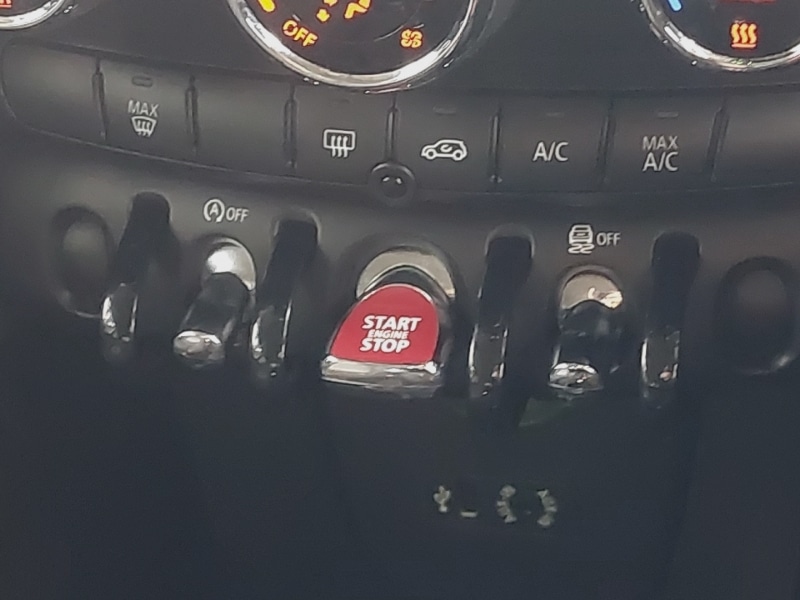 OFF
MAX
A/C
MAX
A/C
A OFF
OFF
START
ENGINE
STOP